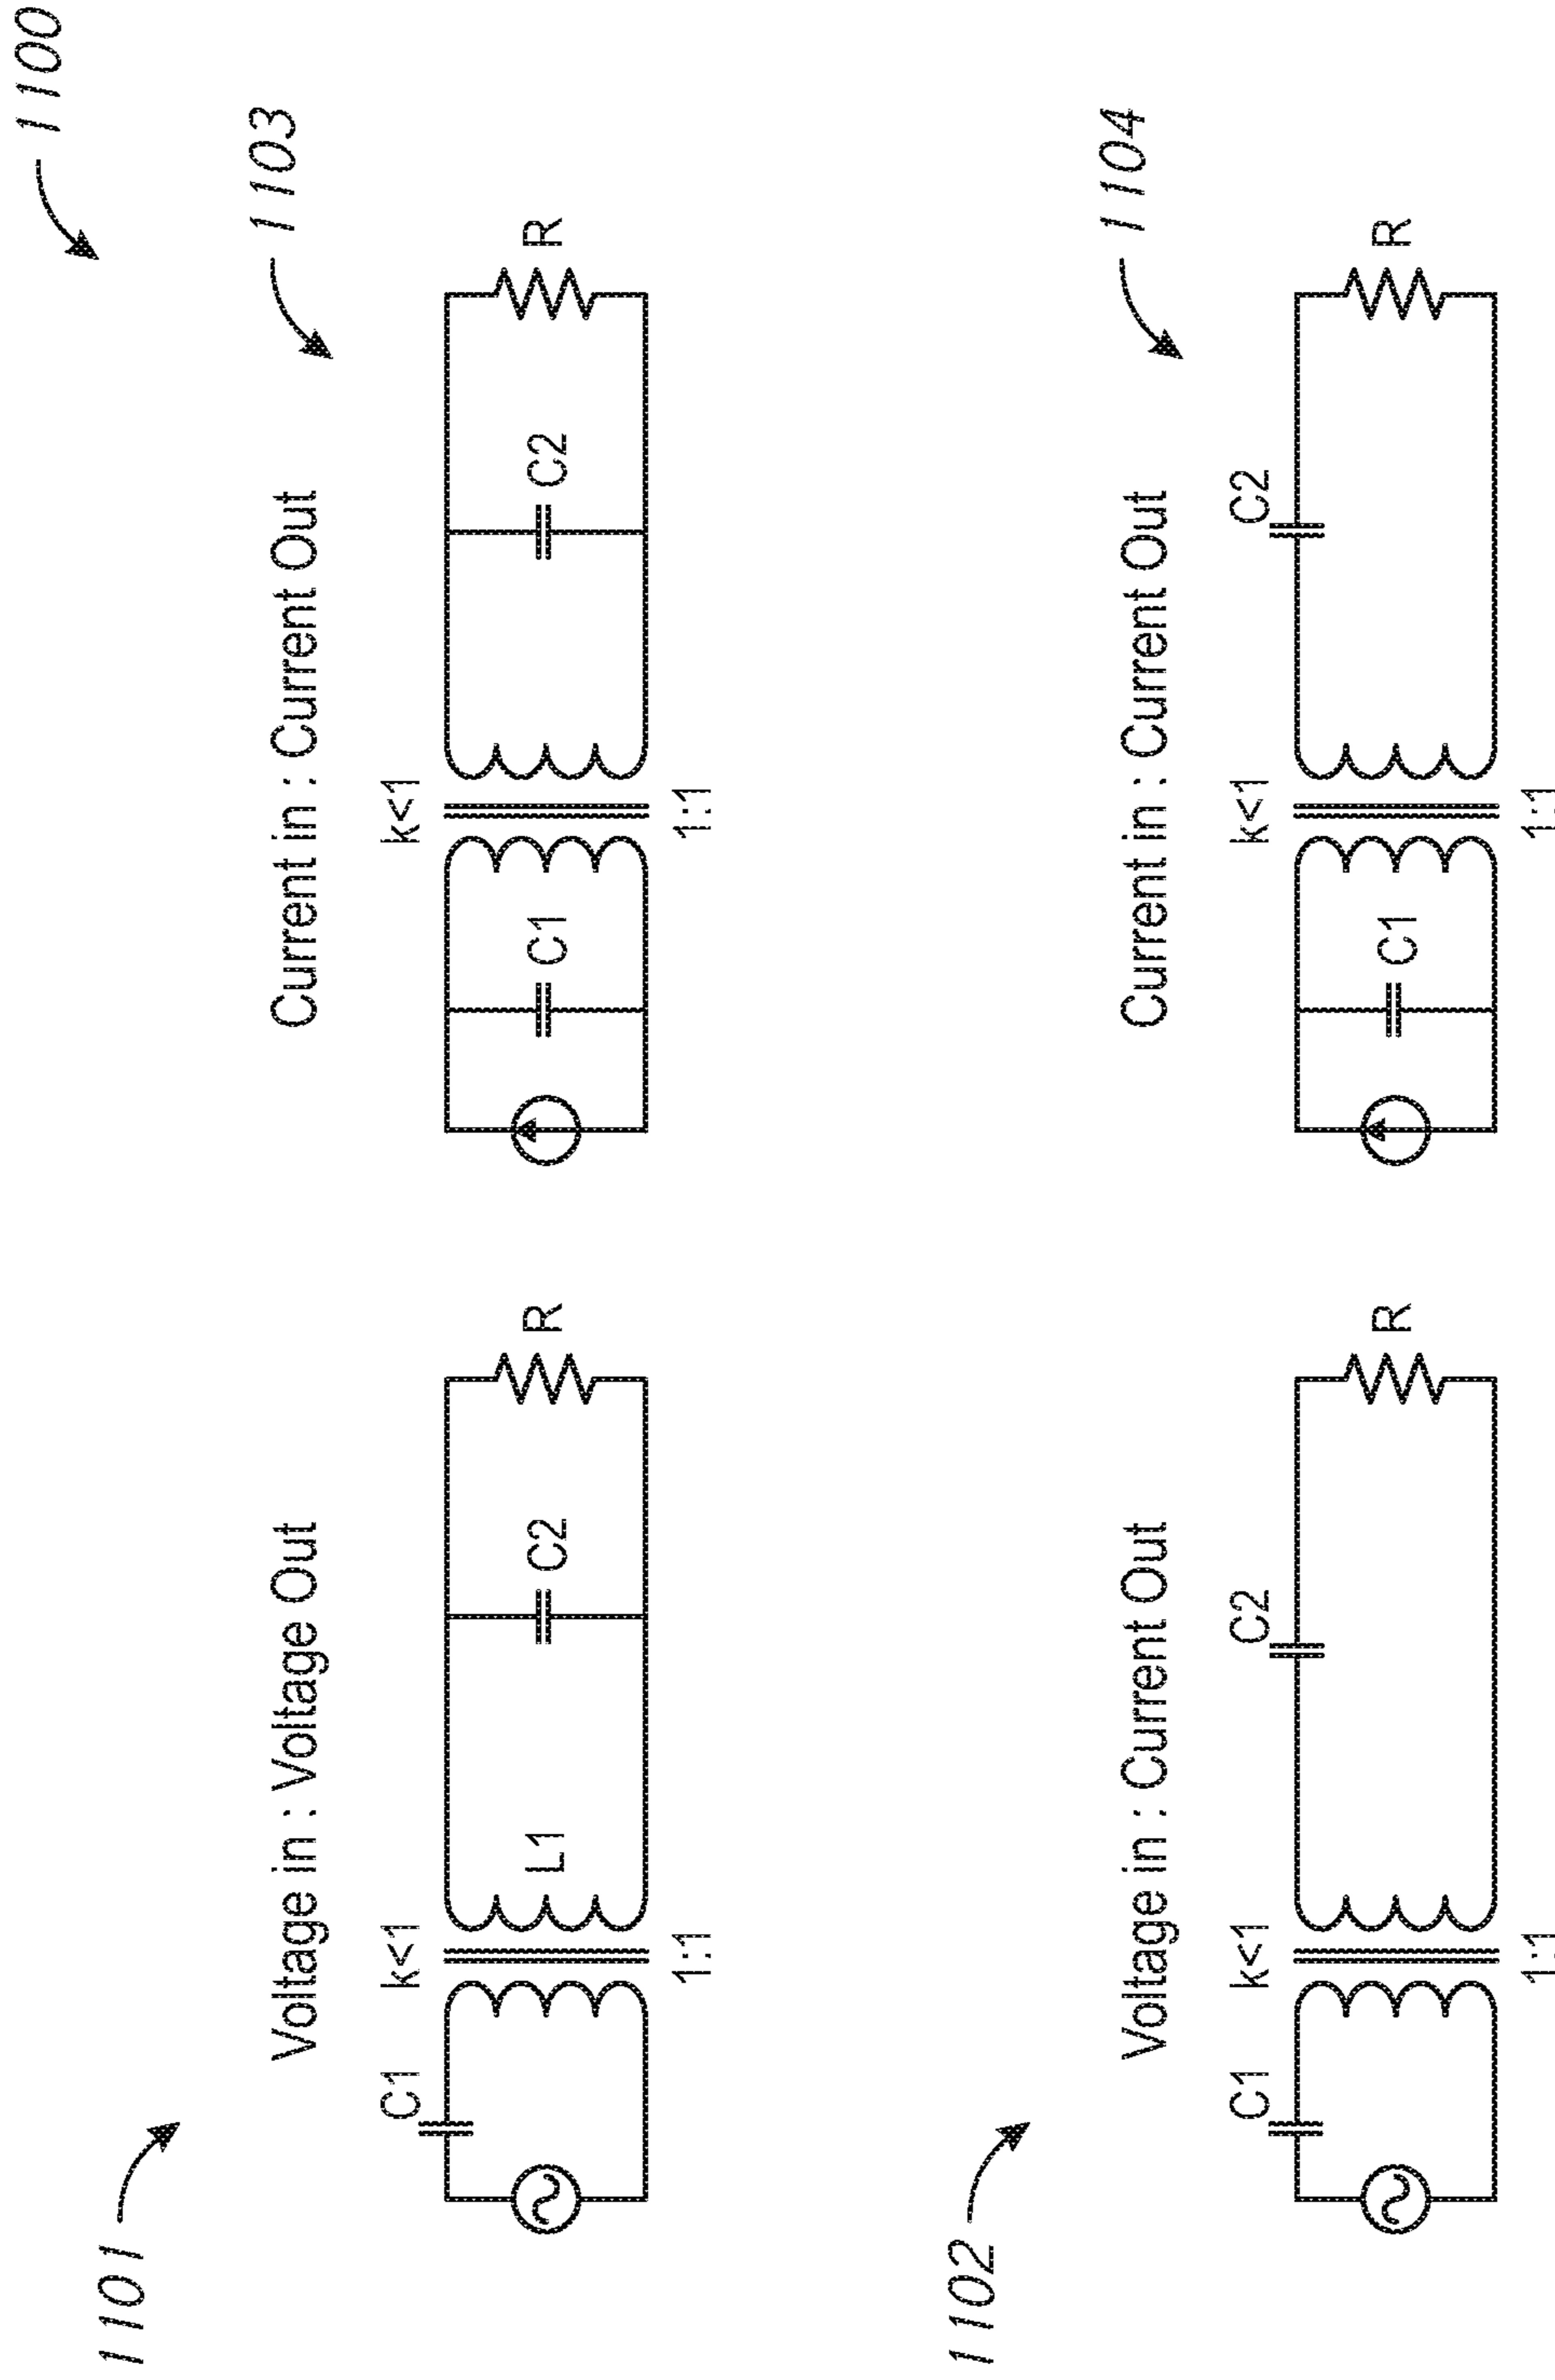 1100
1101
Voltage in : Voltage Out
C1
k<1
L1
1:1
C2
R
1103
Current in : Current Out
C1
k<1
1:1
C2
R
1102
Voltage in : Current Out
C1
k<1
1:1
C2
R
1104
Current in : Current Out
C1
k<1
1:1
C2
R